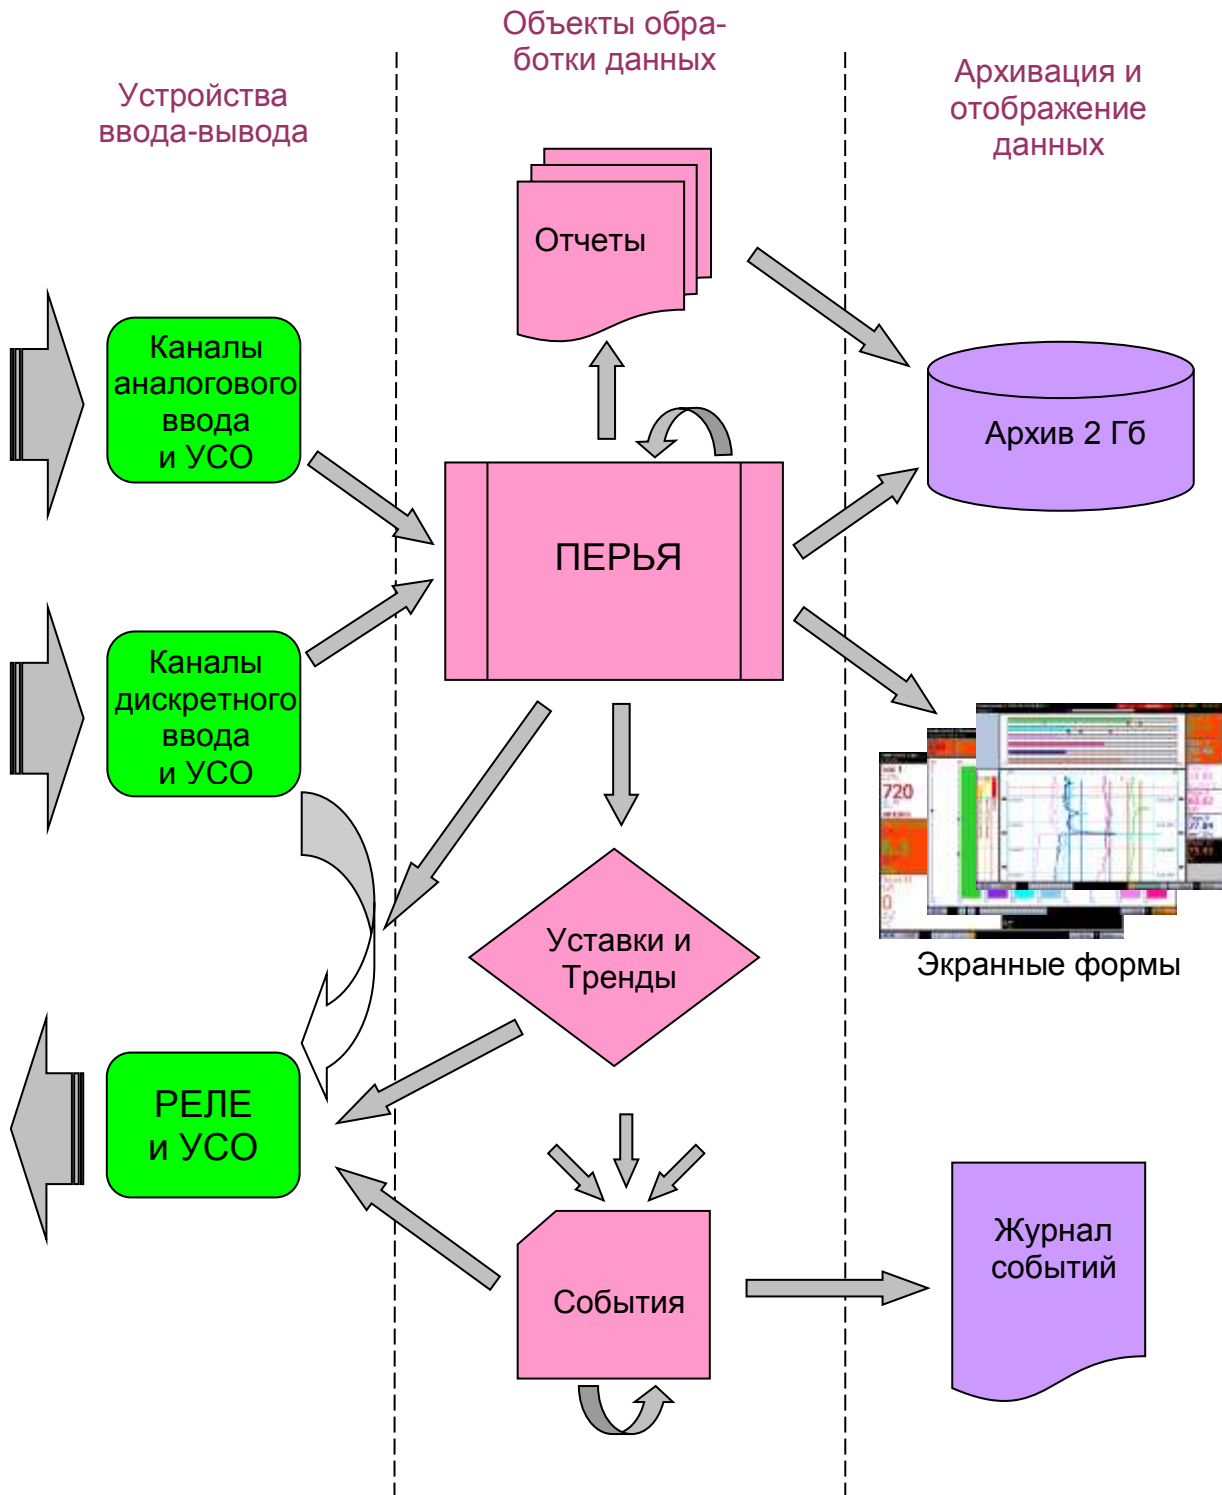 Объекты обра-
ботки данных
Архивация и
отображение
данных
Устройства
ввода-вывода
Отчеты
Каналы
аналогового
ввода
и УСО
Архив 2 Гб
ПЕРЬЯ
Каналы
дискретного
ввода
и УСО
720
0
Уставки и
Тренды
Экранные формы
РЕЛЕ
и УСО
Журнал
событий
События